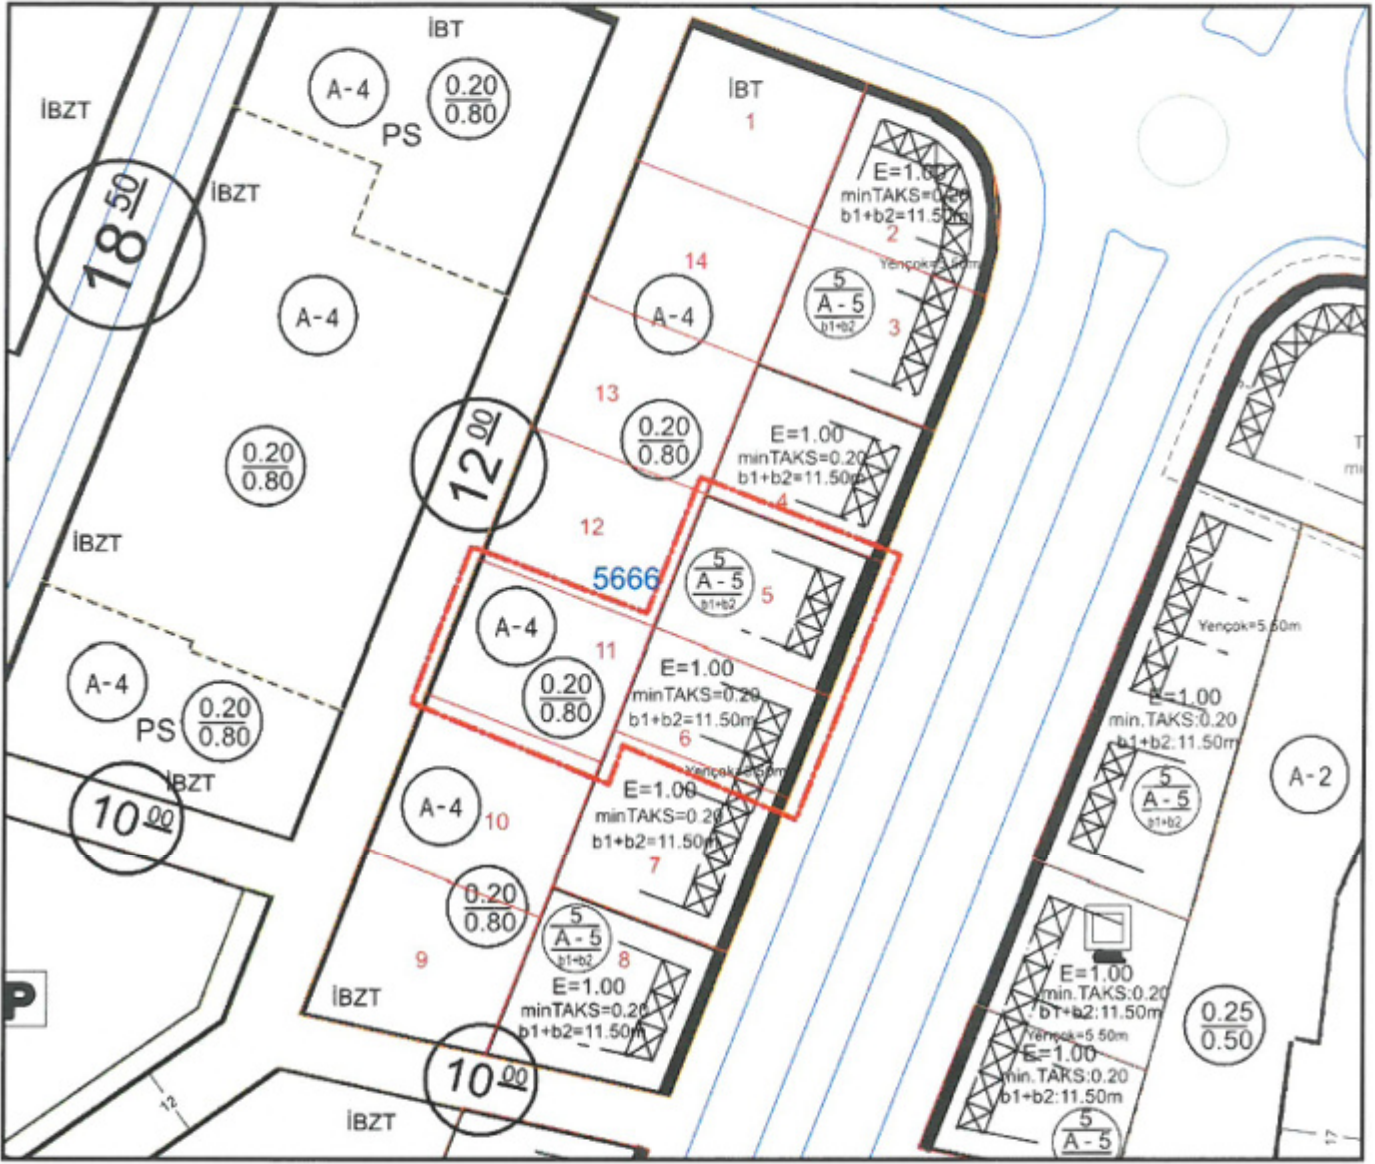 İBT
A-4
0.20
0.80
PS
İBZT
İBZT
18 50
A-4
0.20
0.80
İBZT
A-4
PS
0.20
0.80
İBZT
10 00
12 00
İBT
1
E=1.00
minTAKS=0.20
b1+b2=11.50m
2
5
A-5
b1+b2
3
14
A-4
13
0.20
0.80
E=1.00
minTAKS=0.20
b1+b2=11.50m
4
12
5666
5
A-5
b1+b2
5
A-4
11
0.20
0.80
E=1.00
minTAKS=0.20
b1+b2=11.50m
6
Yençok=5.50m
E=1.00
minTAKS=0.20
b1+b2=11.50m
7
A-4
10
0.20
0.80
9
İBZT
5
A-5
b1+b2
8
E=1.00
minTAKS=0.20
b1+b2=11.50m
10 00
İBZT
12
P
Yençok=5.50m
E=1.00
min.TAKS:0.20
b1+b2:11.50m
5
A-5
b1+b2
A-2
E=1.00
min.TAKS:0.20
b1+b2:11.50m
Yençok=5.50m
E=1.00
min.TAKS:0.20
b1+b2:11.50m
5
A-5
0.25
0.50
17